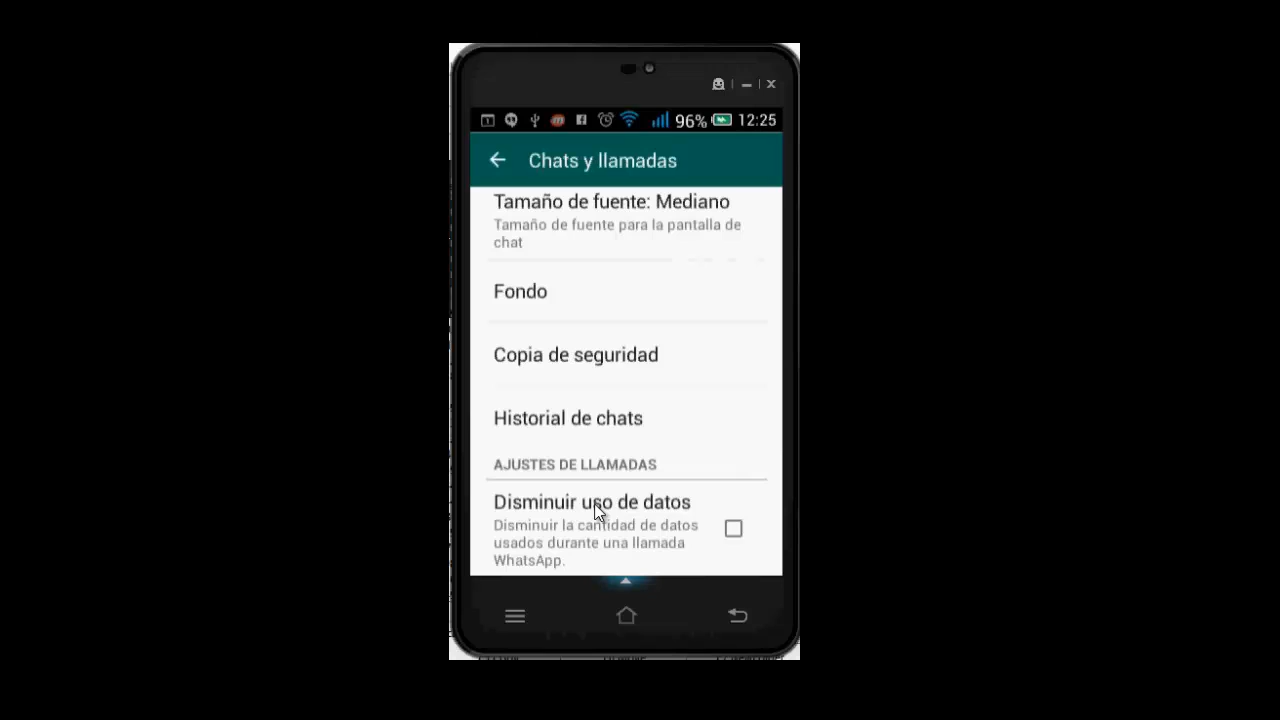 96% 12:25
Chats y llamadas
Tamaño de fuente: Mediano
Tamaño de fuente para la pantalla de
chat
Fondo
Copia de seguridad
Historial de chats
AJUSTES DE LLAMADAS
Disminuir uso de datos
Disminuir la cantidad de datos
usados durante una llamada
WhatsApp.